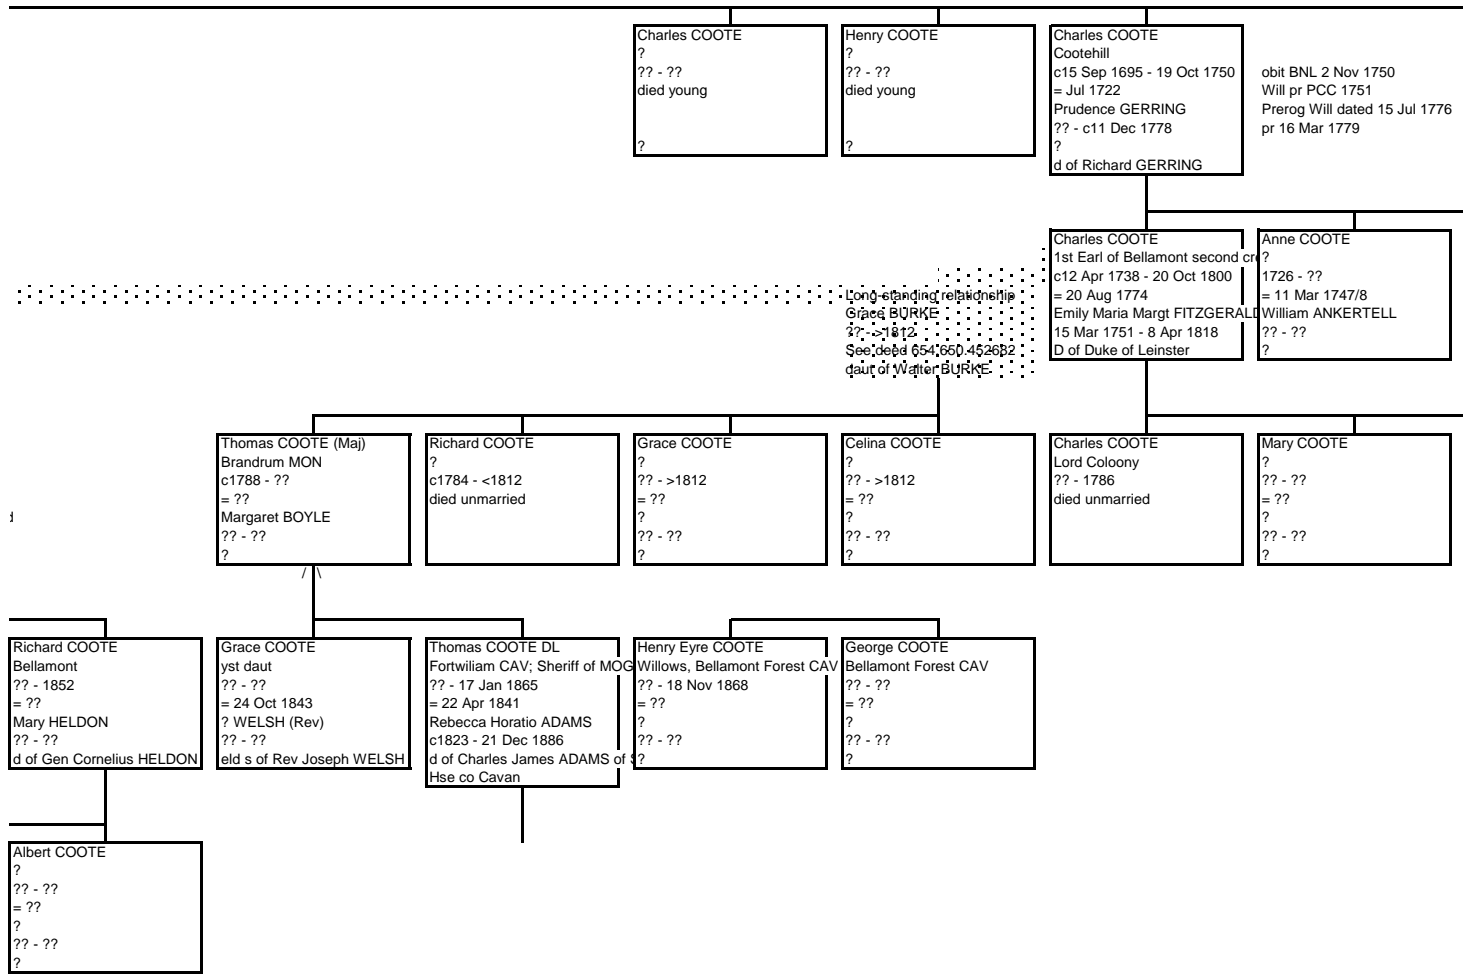 Charles COOTE
?
?? - ??
died young
?
Henry COOTE
?
?? - ??
died young
?
Charles COOTE
Cootehill
c15 Sep 1695 - 19 Oct 1750
= Jul 1722
Prudence GERRING
?? - c11 Dec 1778
?
d of Richard GERRING
obit BNL 2 Nov 1750
Will pr PCC 1751
Prerog Will dated 15 Jul 1776
pr 16 Mar 1779
Long-standing relationship
Grace BURKE
?? - >1812
See deed 654.650.452682
daut of Walter BURKE
Charles COOTE
1st Earl of Bellamont second cre
c12 Apr 1738 - 20 Oct 1800
= 20 Aug 1774
Emily Maria Margt FITZGERALD
15 Mar 1751 - 8 Apr 1818
D of Duke of Leinster
Anne COOTE
?
1726 - ??
= 11 Mar 1747/8
William ANKERTELL
?? - ??
?
Thomas COOTE (Maj)
Brandrum MON
c1788 - ??
= ??
Margaret BOYLE
?? - ??
?
/ \
Richard COOTE
?
c1784 - <1812
died unmarried
Grace COOTE
?
?? - >1812
= ??
?
?? - ??
?
Celina COOTE
?
?? - >1812
= ??
?
?? - ??
?
Charles COOTE
Lord Coloony
?? - 1786
died unmarried
Mary COOTE
?
?? - ??
= ??
?
?? - ??
?
d
Richard COOTE
Bellamont
?? - 1852
= ??
Mary HELDON
?? - ??
d of Gen Cornelius HELDON
Grace COOTE
yst daut
?? - ??
= 24 Oct 1843
? WELSH (Rev)
?? - ??
eld s of Rev Joseph WELSH
Thomas COOTE DL
Fortwiliam CAV; Sheriff of MOG
?? - 17 Jan 1865
= 22 Apr 1841
Rebecca Horatio ADAMS
c1823 - 21 Dec 1886
d of Charles James ADAMS of S
Hse co Cavan
Henry Eyre COOTE
Willows, Bellamont Forest CAV
?? - 18 Nov 1868
= ??
?
?? - ??
?
George COOTE
Bellamont Forest CAV
?? - ??
= ??
?
?? - ??
?
Albert COOTE
?
?? - ??
= ??
?
?? - ??
?